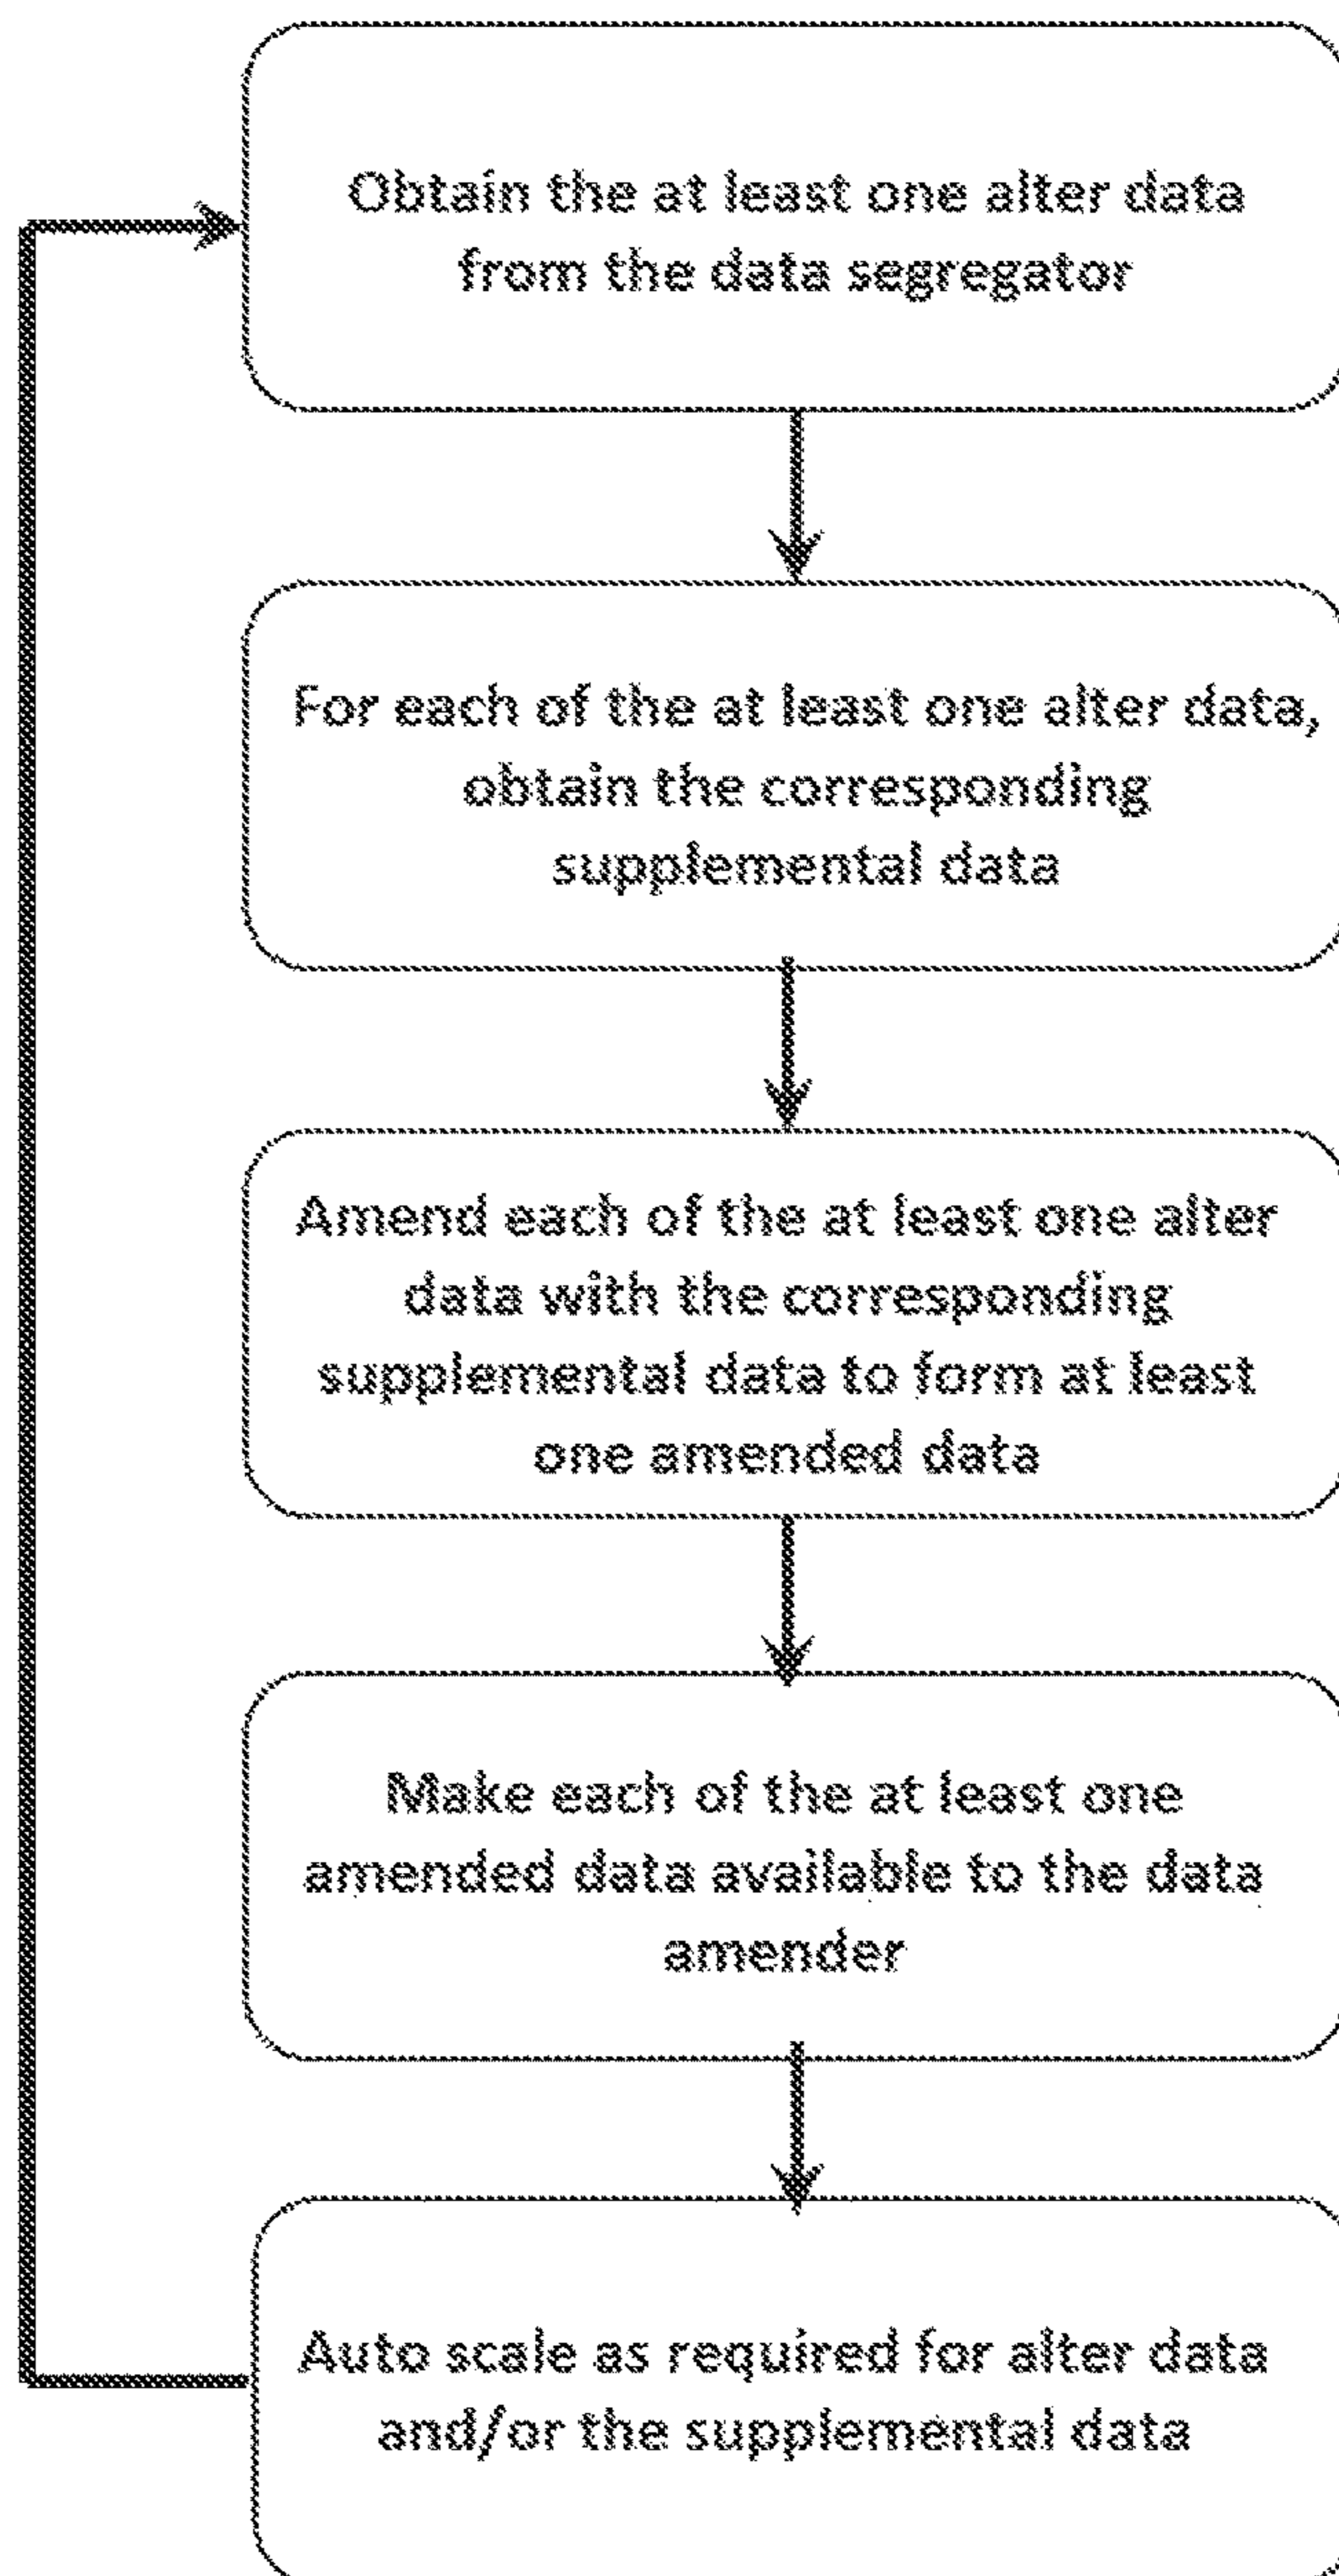 Obtain the at least one alter data
from the data segregator
For each of the at least one alter data,
obtain the corresponding
supplemental data
Amend each of the at least one alter
data with the corresponding
supplemental data to form at least
one amended data
Make each of the at least one
amended data available to the data
amender
Auto scale as required for alter data
and/or the supplemental data